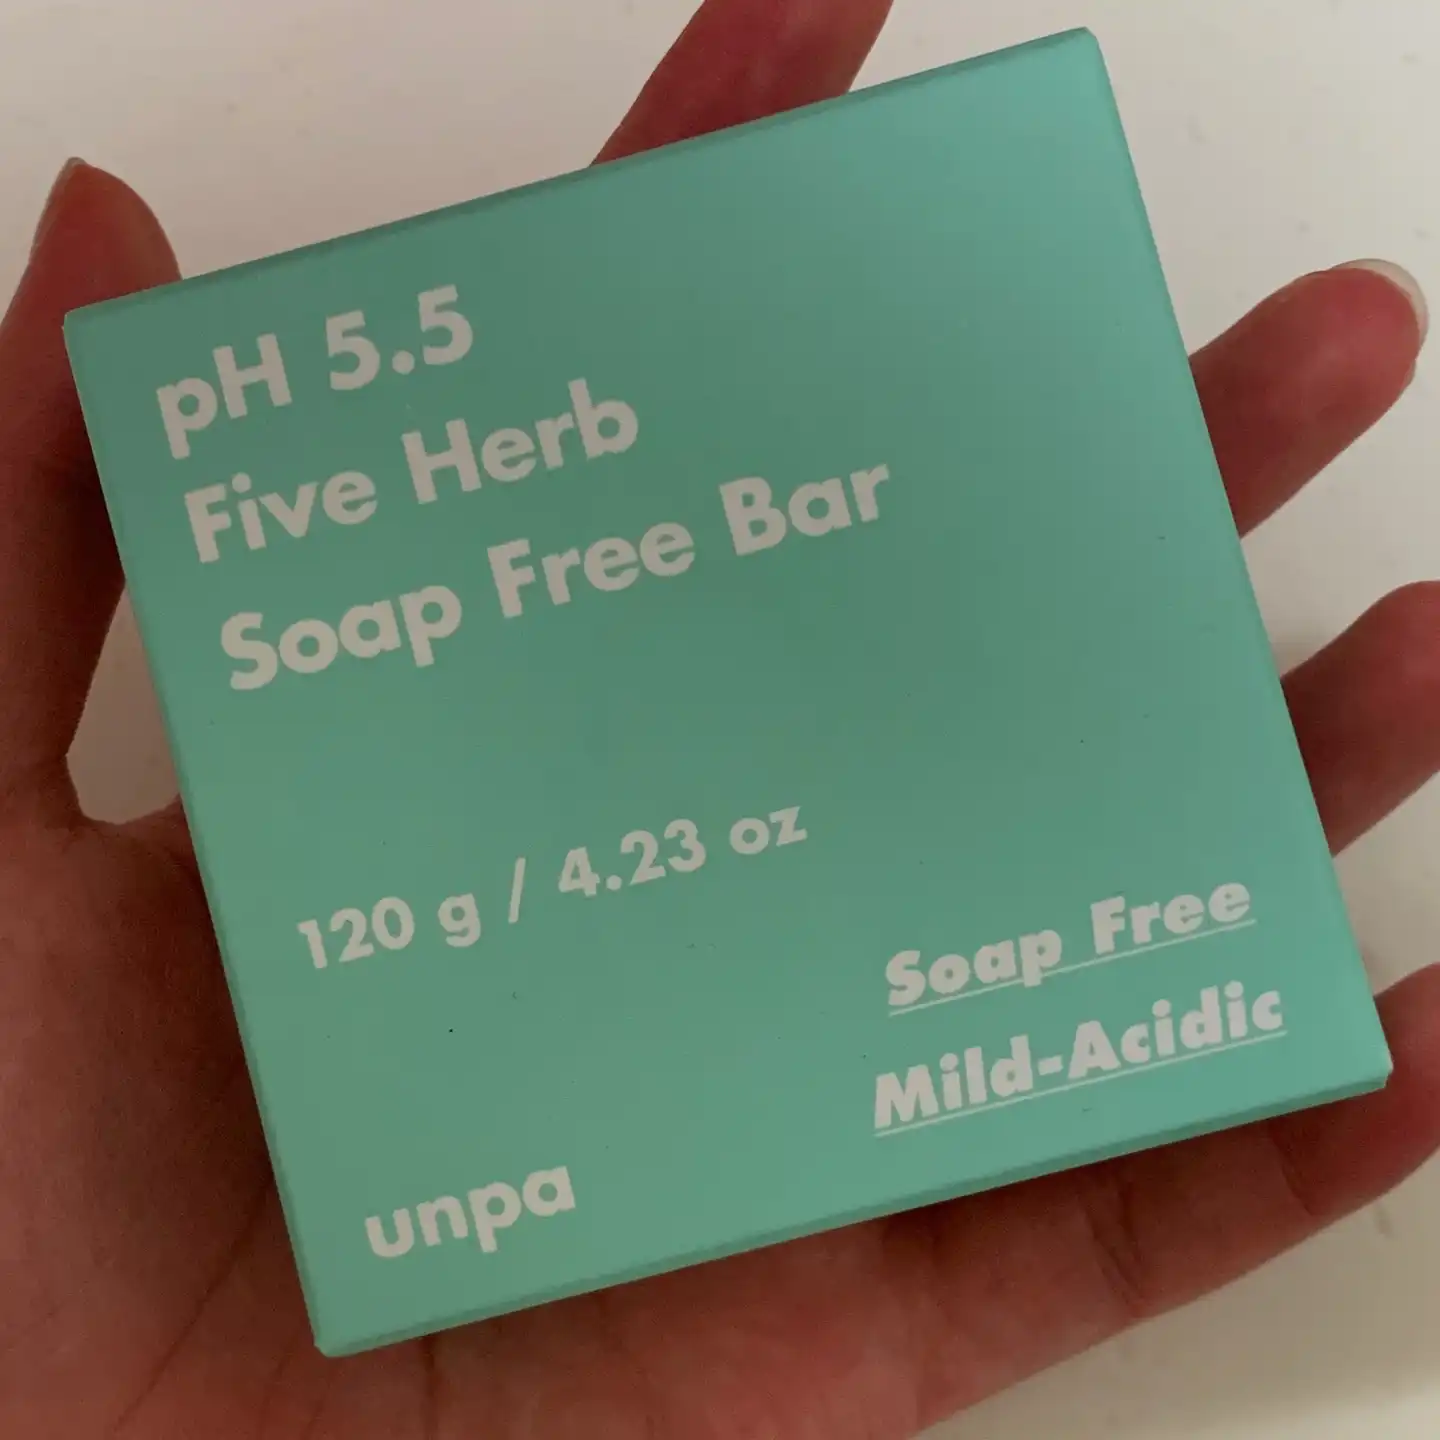 pH 5.5
Five Herb
Soap Free Bar
120 g / 4.23 oz
Soap Free
Mild-Acidic
unpa